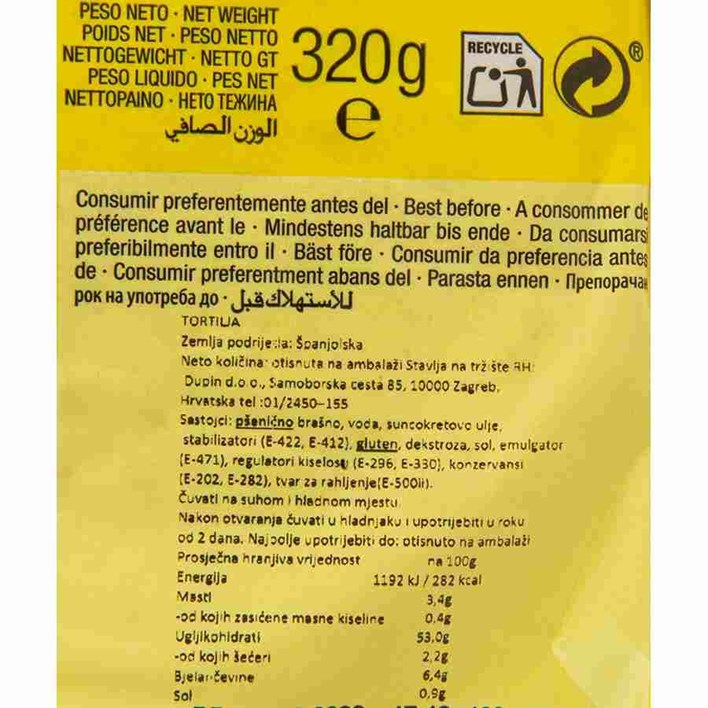 PESO NETO · NET WEIGHT
POIDS NET · PESO NETTO
NETTOGEWICHT · NETTO GT
PESO LIQUIDO · PES NET
NETTOPAINO · НЕТО ТЕЖИНА
الوزن الصافي
320g
e
RECYCLE
®
Consumir preferentemente antes del · Best before · A consommer de
préférence avant le · Mindestens haltbar bis ende · Da consumarsi
preferibilmente entro il · Bäst före · Consumir da preferencia antes
de · Consumir preferentment abans del · Parasta ennen · Препорачан
рок на употреба до · للأستهلاك قبل
TORTILJA
Zemlja podrijetla: Španjolska
Neto količina: otisnuta na ambalaži Stavlja na tržište RH:
Dupin d.o.o., Samoborska cesta 85, 10000 Zagreb,
Hrvatska tel :01/2450-155
Sastojci: pšenično brašno, voda, suncokretovo ulje,
stabilizatori (E-422, E-412), gluten, dekstroza, sol, emulgator
(E-471), regulatori kiselosti (E-296, E-330), konzervansi
(E-202, E-282), tvar za rahljenje(E-500ii).
Čuvati na suhom i hladnom mjestu.
Nakon otvaranja čuvati u hladnjaku i upotrijebiti u roku
od 2 dana. Najbolje upotrijebiti do: otisnuto na ambalaži
Prosječna hranjiva vrijednost na 100g
Energija 1192 kJ / 282 kcal
Masti 3,4g
-od kojih zasićene masne kiseline 0,4g
Ugljikohidrati 53,0g
-od kojih šećeri 2,2g
Bjelančevine 6,4g
Sol 0,9g